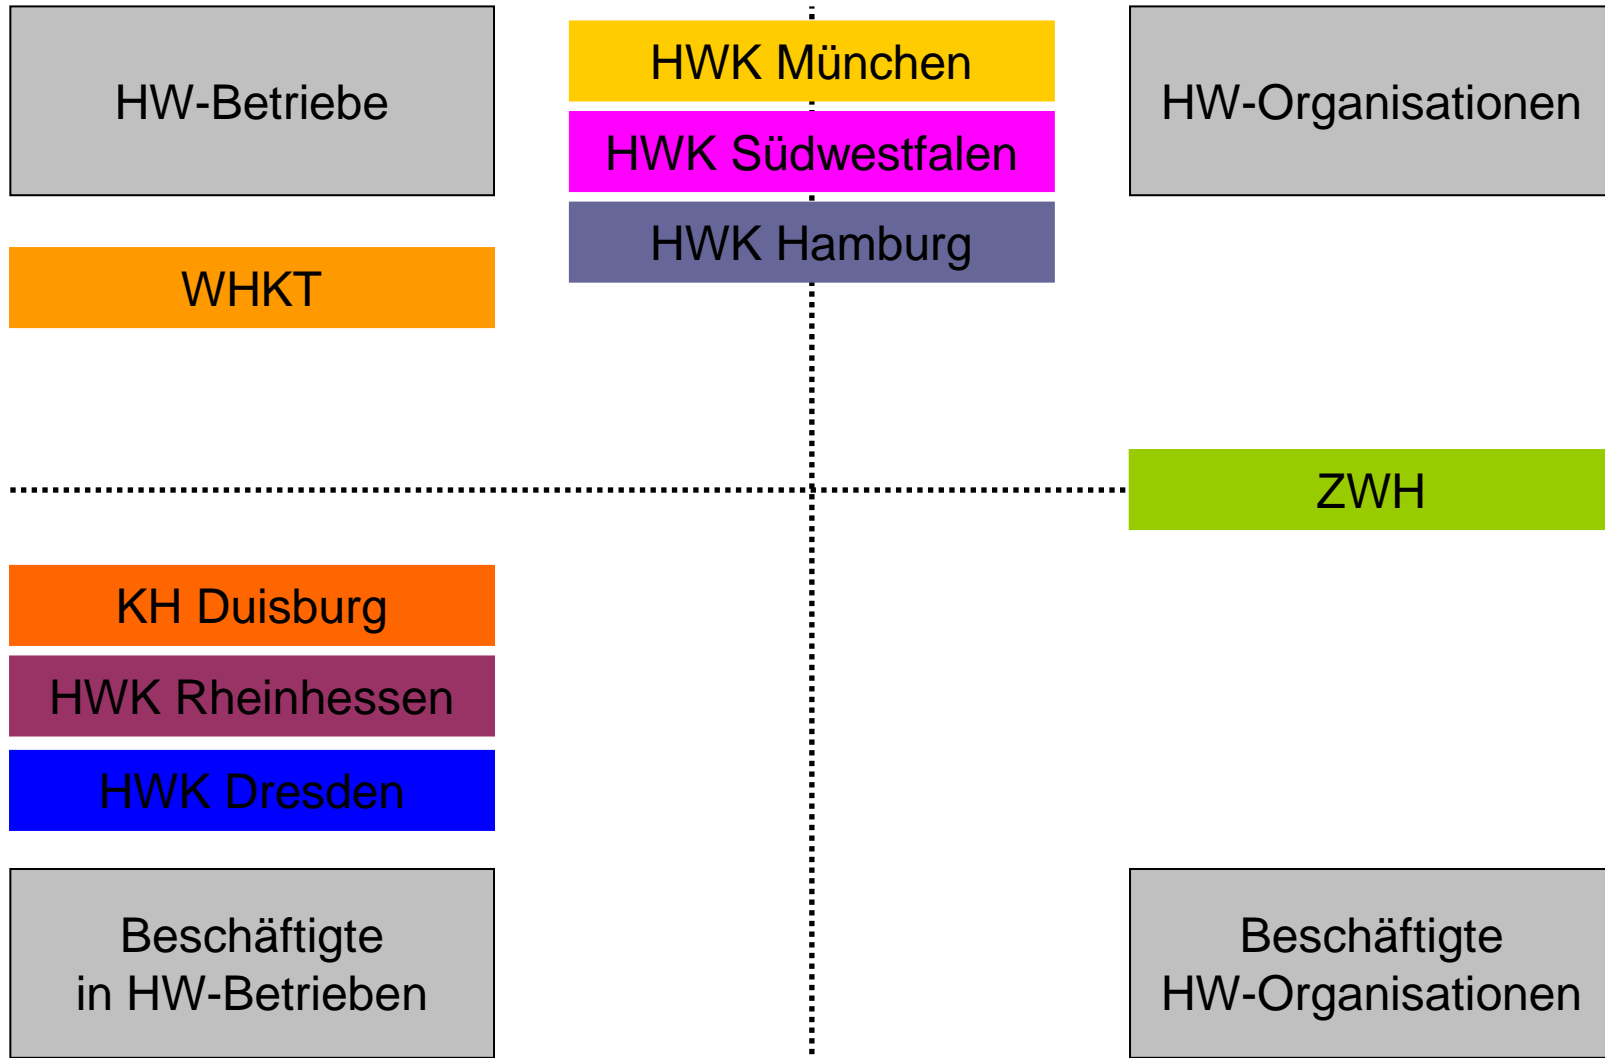 HW-Betriebe
HWK München
HW-Organisationen
HWK Südwestfalen
HWK Hamburg
WHKT
ZWH
KH Duisburg
HWK Rheinhessen
HWK Dresden
Beschäftigte
in HW-Betrieben
Beschäftigte
HW-Organisationen